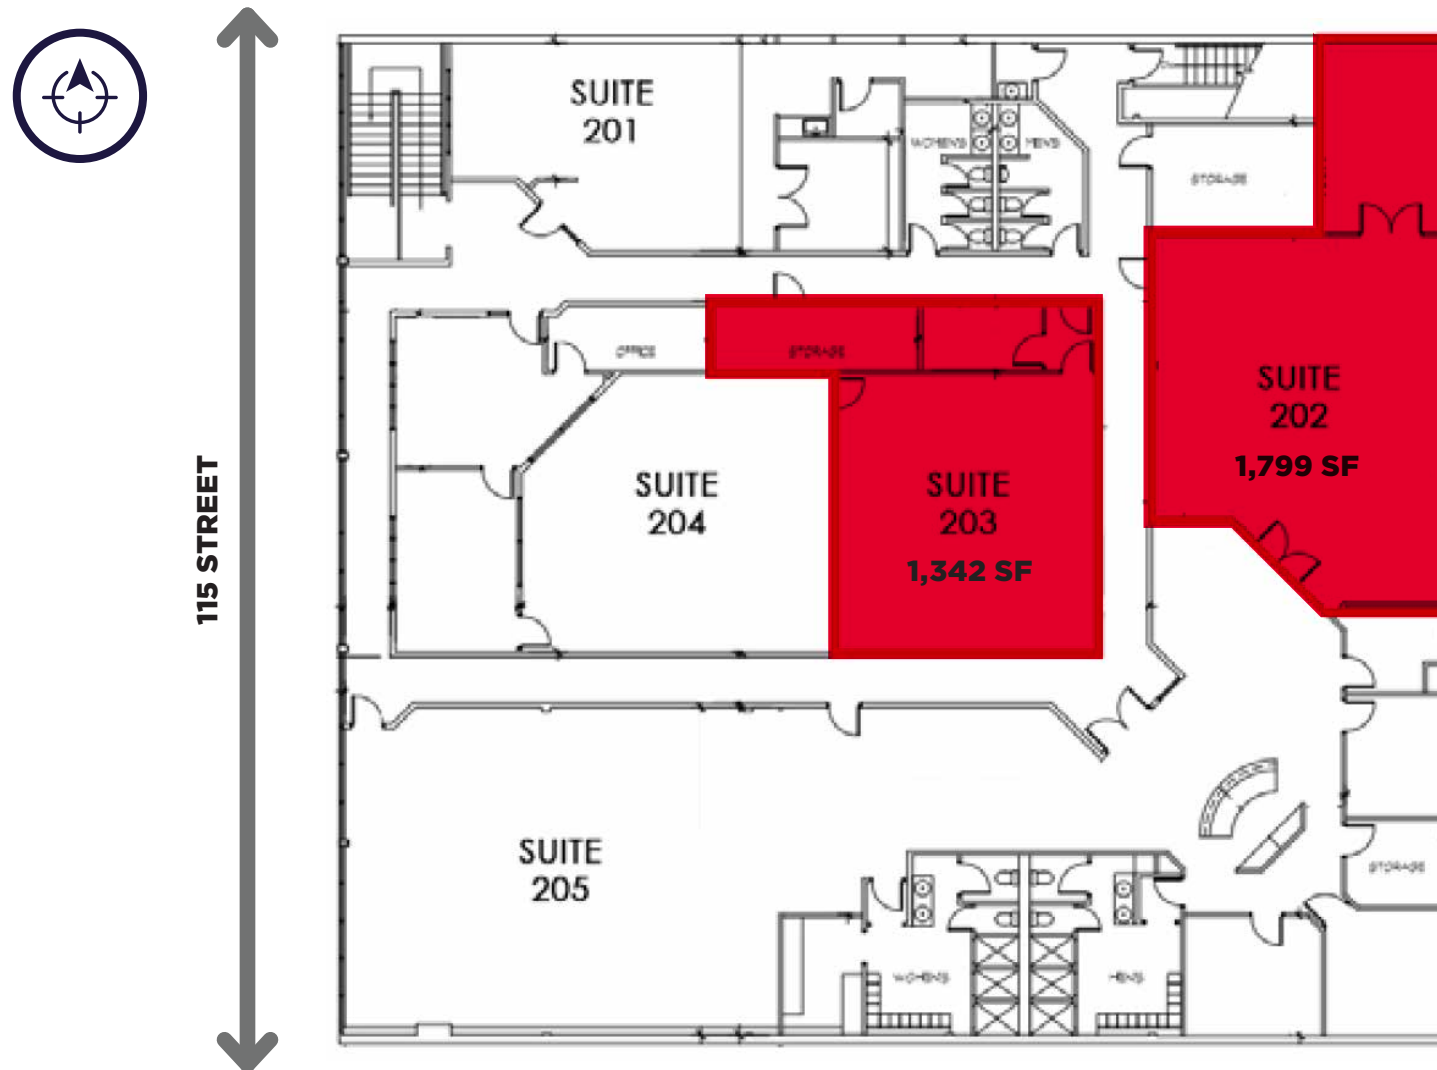 SUITE
201
WOMENS
MENS
STORAGE
OFFICE
STORAGE
SUITE
202
1,799 SF
SUITE
204
SUITE
203
1,342 SF
115 STREET
SUITE
205
STORAGE
WOMENS
MENS